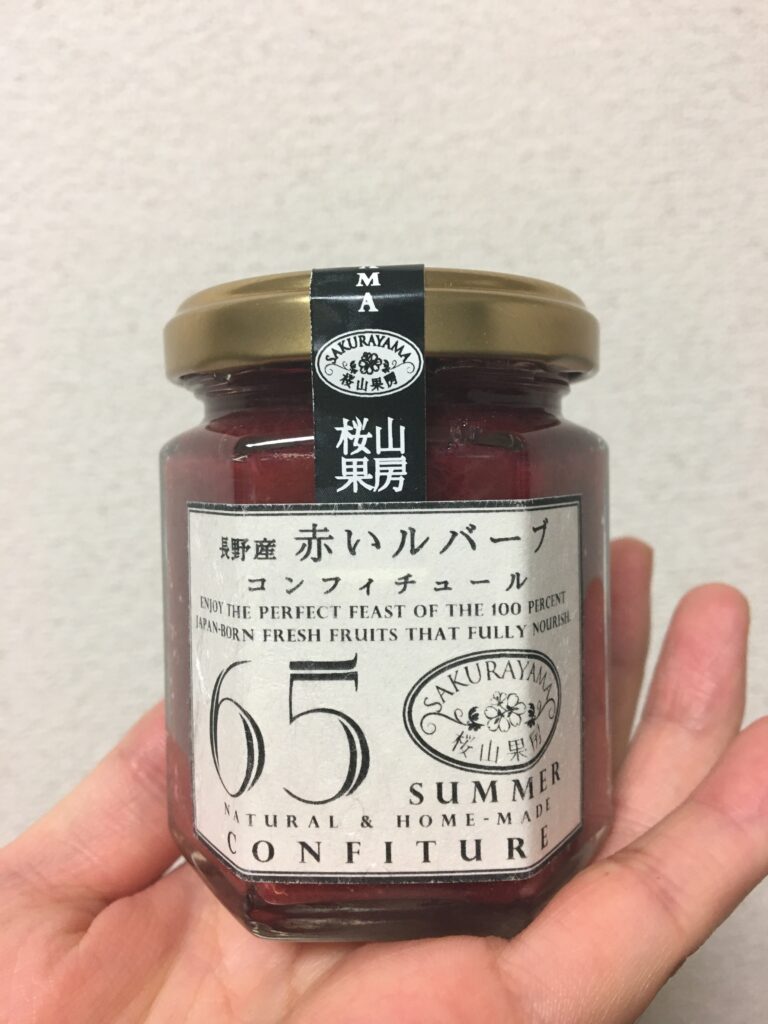 MA
SAKURAYAMA
桜山果房
桜山
果房
長野産 赤いルバーブ
コンフィチュール
ENJOY THE PERFECT FEAST OF THE 100 PERCENT
JAPAN-BORN FRESH FRUITS THAT FULLY NOURISH.
65
SAKURAYAMA
桜山果房
SUMMER
NATURAL & HOME-MADE
CONFITURE